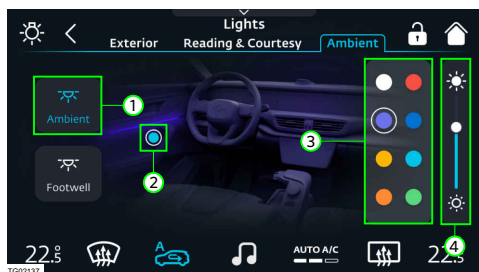 Lights
Exterior Reading & Courtesy Ambient
1
Ambient
2
3
Footwell
4
22.5° A AUTO A/C 22.5
TG02137